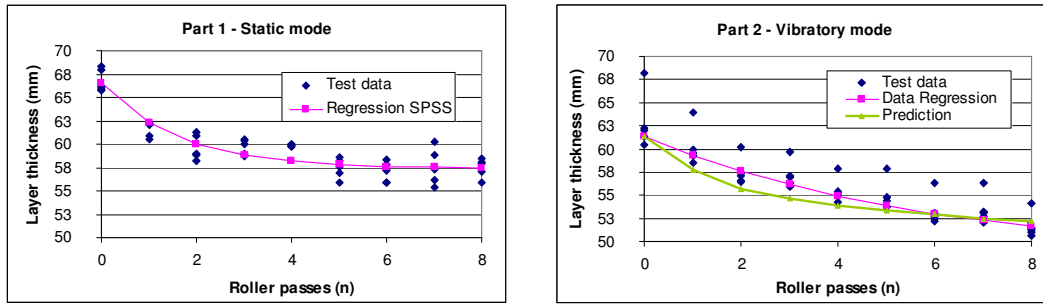 Part 1 - Static mode
Layer thickness (mm)
70
68
65
63
60
58
55
53
50
Test data
Regression SPSS
0 2 4 6 8
Roller passes (n)
Part 2 - Vibratory mode
Layer thickness (mm)
70
68
65
63
60
58
55
53
50
Test data
Data Regression
Prediction
0 2 4 6 8
Roller passes (n)